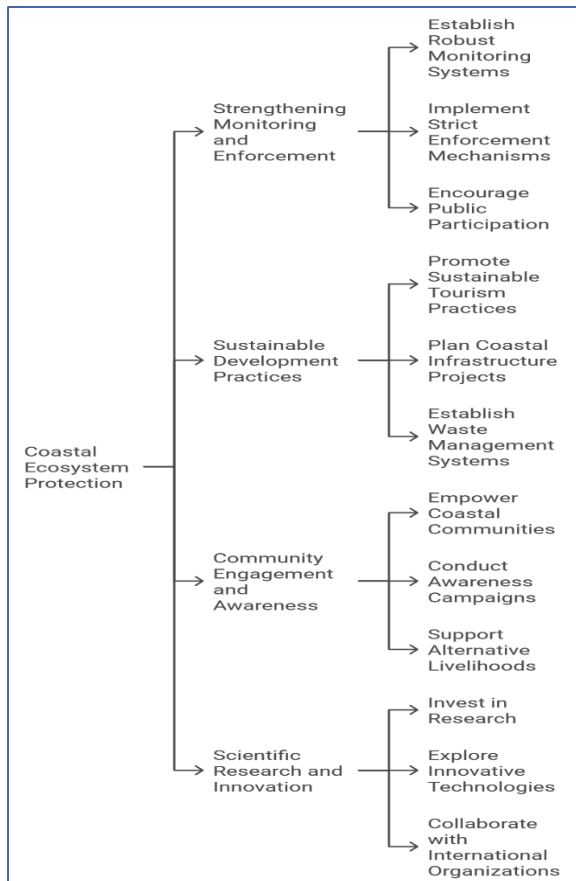 Coastal
Ecosystem
Protection
Strengthening
Monitoring
and
Enforcement
Establish
Robust
Monitoring
Systems
Implement
Strict
Enforcement
Mechanisms
Encourage
Public
Participation
Sustainable
Development
Practices
Promote
Sustainable
Tourism
Practices
Plan Coastal
Infrastructure
Projects
Establish
Waste
Management
Systems
Community
Engagement
and
Awareness
Empower
Coastal
Communities
Conduct
Awareness
Campaigns
Support
Alternative
Livelihoods
Scientific
Research and
Innovation
Invest in
Research
Explore
Innovative
Technologies
Collaborate
with
International
Organizations